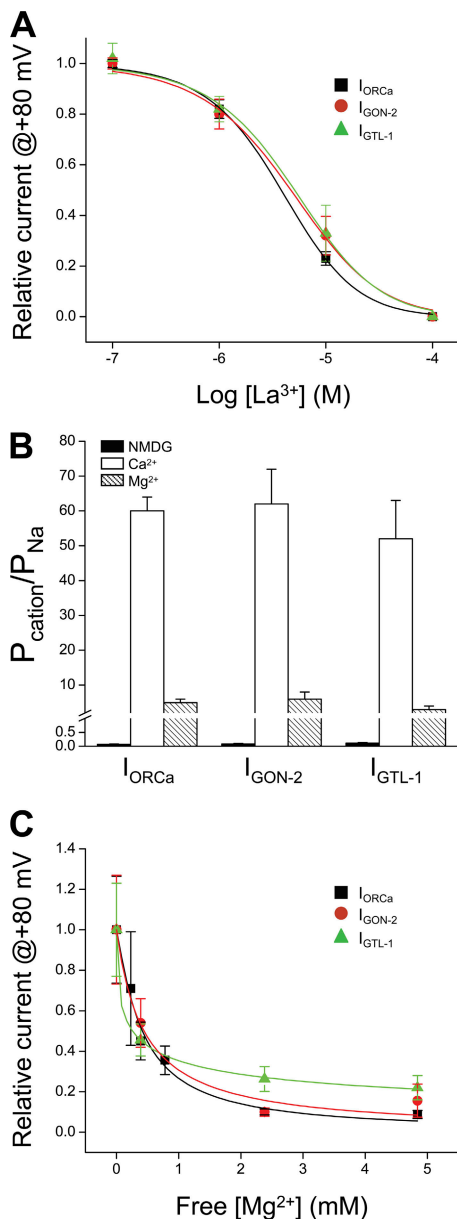 A
Relative current @+80 mV
1.0
0.8
0.6
0.4
0.2
0.0
I_ORCa
I_GON-2
I_GTL-1
-7 -6 -5 -4
Log [La³⁺] (M)
B
P_cation/P_Na
80
70
60
50
40
30
20
10
0.5
0.0
NMDG
Ca²⁺
Mg²⁺
I_ORCa I_GON-2 I_GTL-1
C
Relative current @+80 mV
1.4
1.2
1.0
0.8
0.6
0.4
0.2
0.0
I_ORCa
I_GON-2
I_GTL-1
0 1 2 3 4 5
Free [Mg²⁺] (mM)